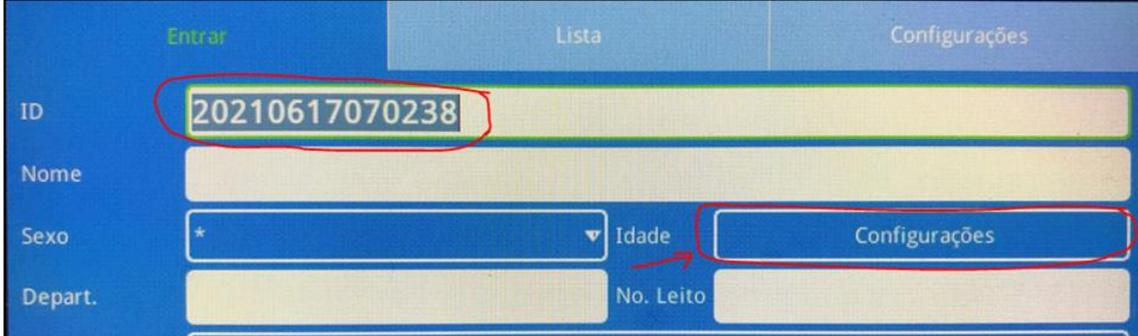 Entrar Lista Configurações
ID 20210617070238
Nome
Sexo * Idade Configurações
Depart. No. Leito